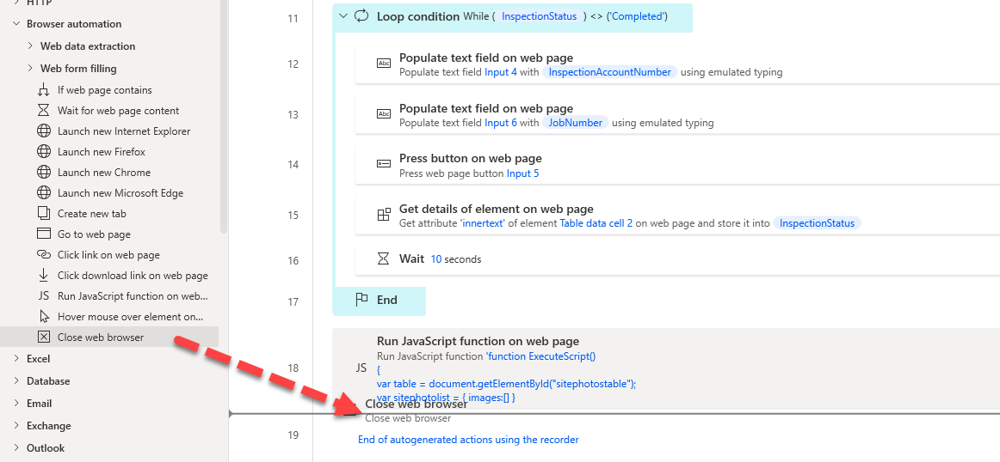 HTTP
Browser automation
Web data extraction
Web form filling
If web page contains
Wait for web page content
Launch new Internet Explorer
Launch new Firefox
Launch new Chrome
Launch new Microsoft Edge
Create new tab
Go to web page
Click link on web page
Click download link on web page
JS Run JavaScript function on web...
Hover mouse over element on...
Close web browser
Excel
Database
Email
Exchange
Outlook
11 Loop condition While ( InspectionStatus ) <> ('Completed')
12 Abc Populate text field on web page
Populate text field Input 4 with InspectionAccountNumber using emulated typing
13 Abc Populate text field on web page
Populate text field Input 6 with JobNumber using emulated typing
14 Press button on web page
Press web page button Input 5
15 Get details of element on web page
Get attribute 'innertext' of element Table data cell 2 on web page and store it into InspectionStatus
16 Wait 10 seconds
17 End
Run JavaScript function on web page
Run JavaScript function 'function ExecuteScript()
18 JS {
var table = document.getElementById("sitephotostable");
var sitephotolist = { images:[] }
Close web browser
Close web browser
19 End of autogenerated actions using the recorder